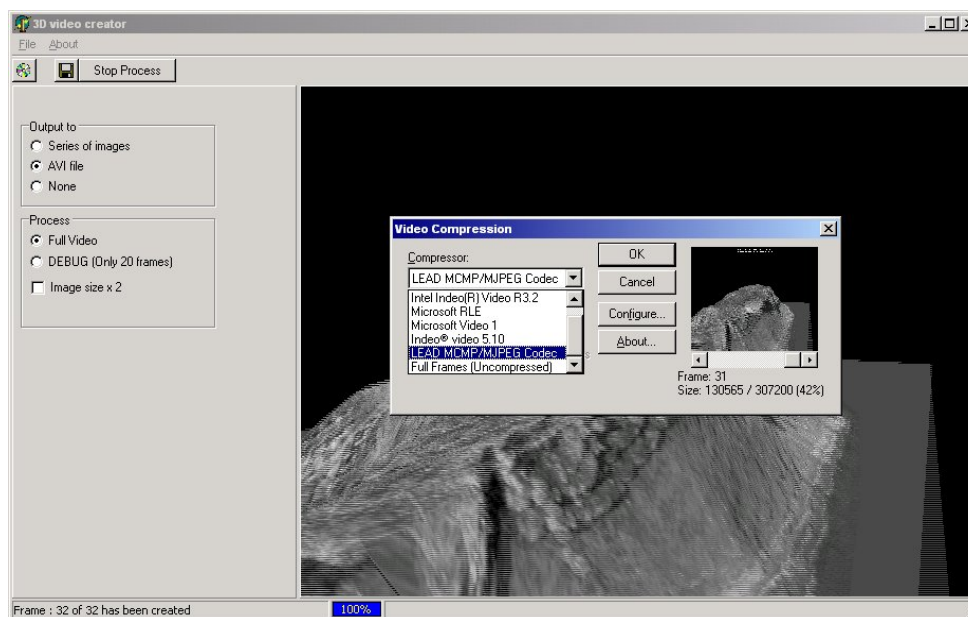 3D video creator
File About
Stop Process
Output to
Series of images
AVI file
None
Process
Full Video
DEBUG (Only 20 frames)
Image size x 2
Video Compression
Compressor:
LEAD MCMP/MJPEG Codec
Intel Indeo(R) Video R3.2
Microsoft RLE
Microsoft Video 1
Indeo® video 5.10
LEAD MCMP/MJPEG Codec
Full Frames (Uncompressed)
OK
Cancel
Configure...
About...
Frame: 31
Size: 130565 / 307200 (42%)
Frame : 32 of 32 has been created
100%